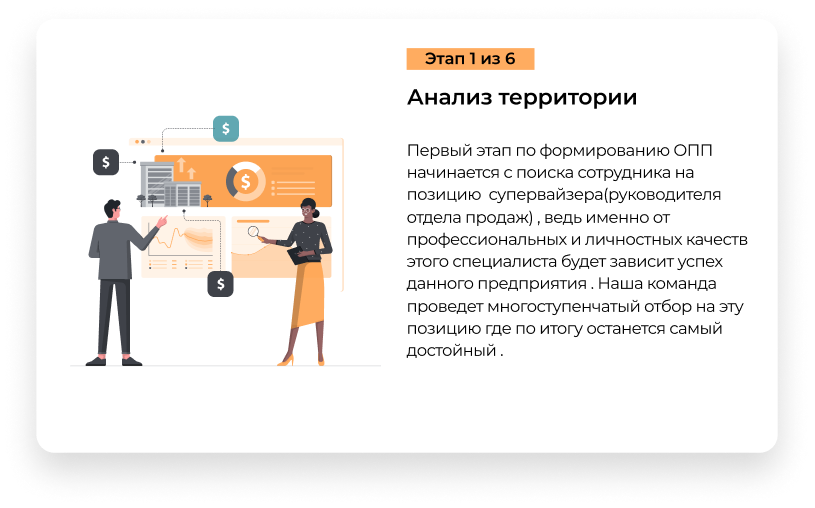 Этап 1 из 6
Анализ территории
Первый этап по формированию ОПП
начинается с поиска сотрудника на
позицию  супервайзера(руководителя
отдела продаж) , ведь именно от
профессиональных и личностных качеств
этого специалиста будет зависит успех
данного предприятия . Наша команда
проведет многоступенчатый отбор на эту
позицию где по итогу останется самый
достойный .
$
$
$
$